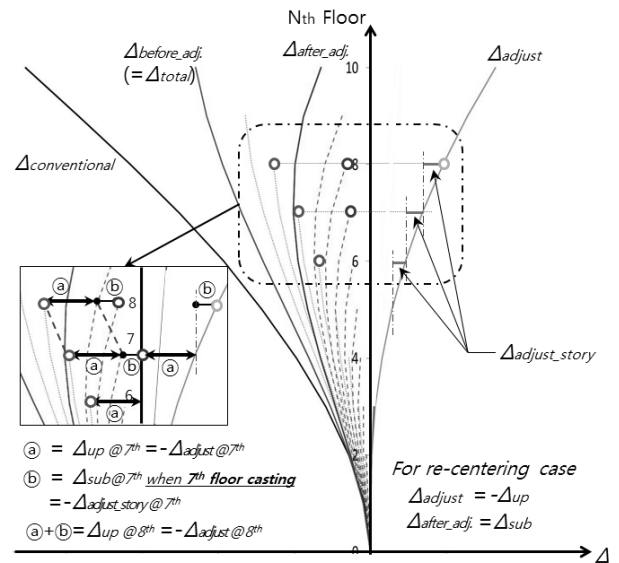 Nth Floor
Δbefore_adj.
(=Δtotal)
Δafter_adj.
Δadjust
Δconventional
10
8
6
4
2
0
ⓐ ⓑ ⓑ
8
7
ⓐ ⓑ ⓐ
6
ⓐ
Δadjust_story
ⓐ = Δup @7th = -Δadjust@7th
ⓑ = Δsub@7th when 7th floor casting
= -Δadjust_story@7th
ⓐ+ⓑ=Δup @8th = -Δadjust@8th
For re-centering case
Δadjust = -Δup
Δafter_adj. = Δsub
Δ